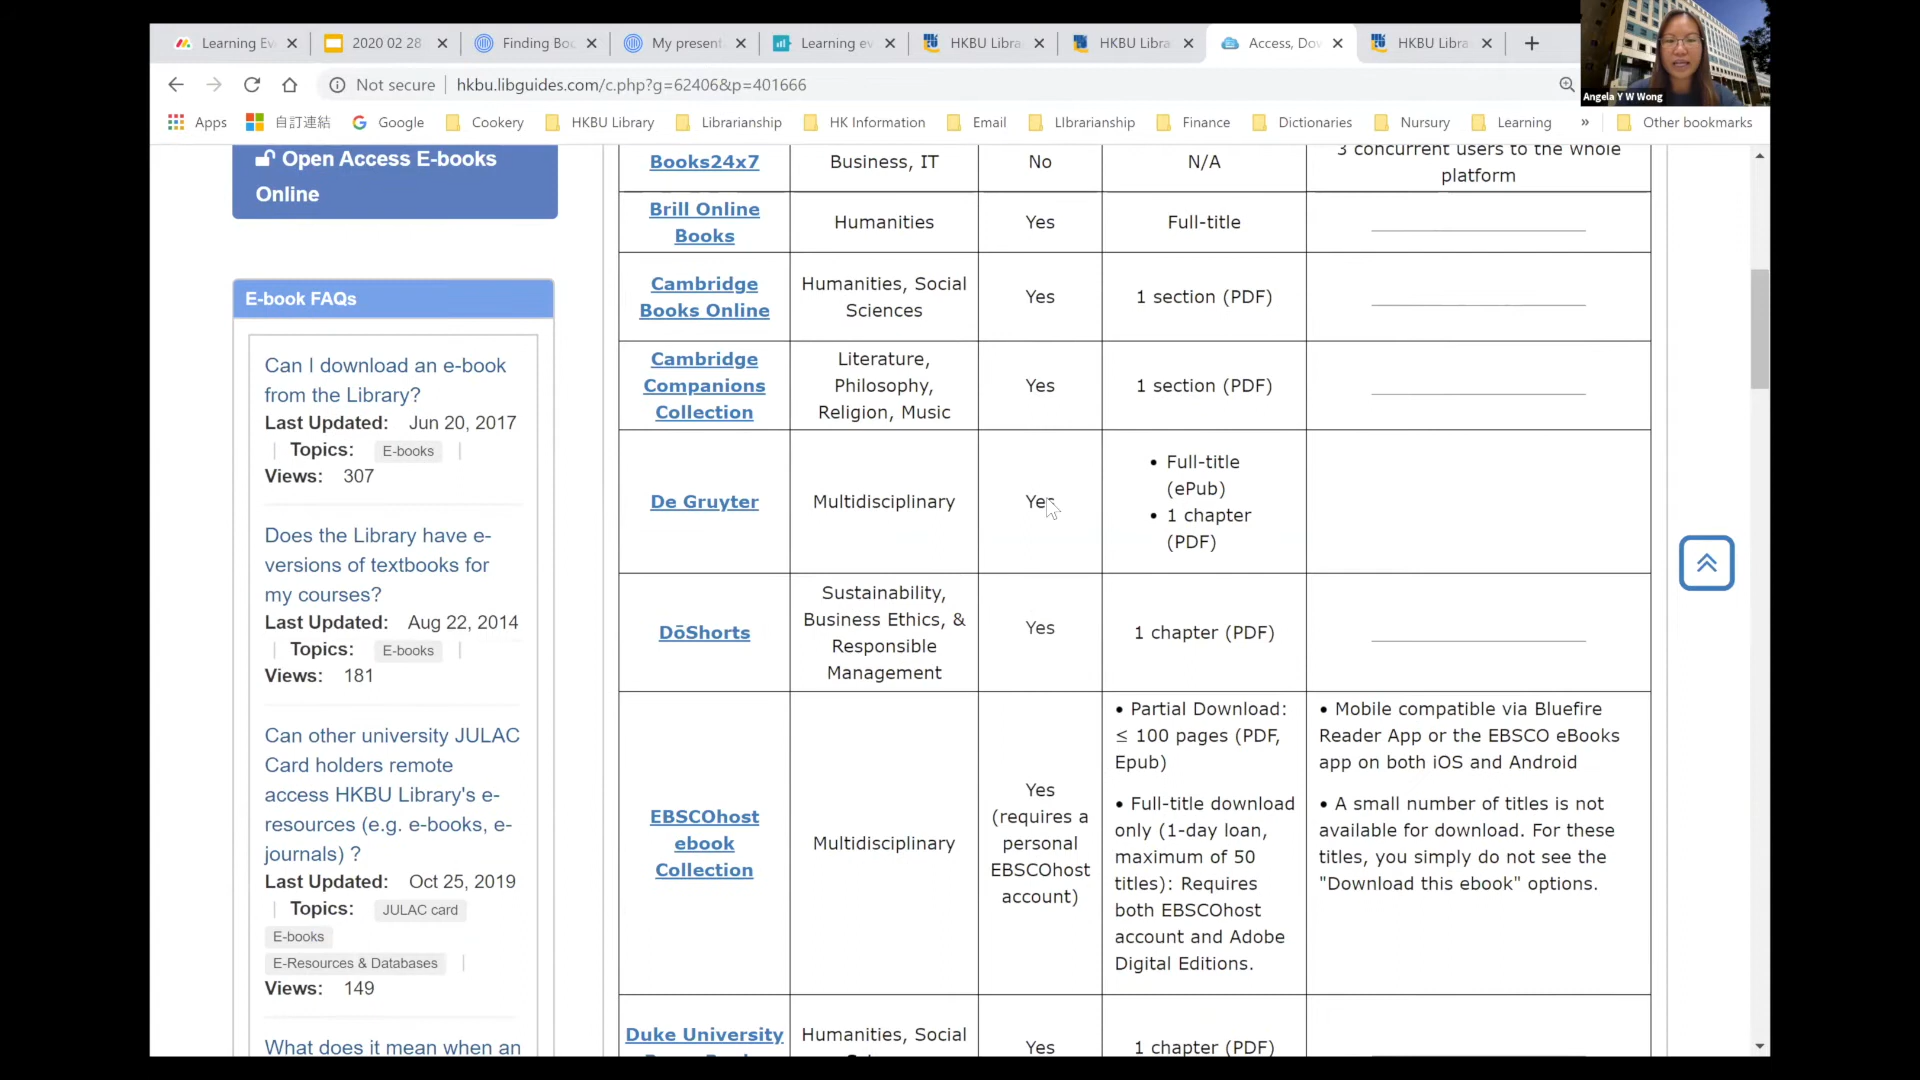 Learning Ev
2020 02 28
Finding Boo
My present
Learning ev
HKBU Libra
HKBU Libra
Access, Dov
HKBU Libra
Angela Y W Wong
Not secure
hkbu.libguides.com/c.php?g=62406&p=401666
Apps
自訂連結
Google
Cookery
HKBU Library
Librarianship
HK Information
Email
LIbrarianship
Finance
Dictionaries
Nursury
Learning
»
Other bookmarks
Open Access E-books
Online
E-book FAQs
Can I download an e-book
from the Library?
Last Updated: Jun 20, 2017
| Topics: E-books |
Views: 307
Does the Library have e-
versions of textbooks for
my courses?
Last Updated: Aug 22, 2014
| Topics: E-books |
Views: 181
Can other university JULAC
Card holders remote
access HKBU Library's e-
resources (e.g. e-books, e-
journals) ?
Last Updated: Oct 25, 2019
| Topics: JULAC card
E-books
E-Resources & Databases |
Views: 149
What does it mean when an
Books24x7
Business, IT
No
N/A
3 concurrent users to the whole
platform
Brill Online
Books
Humanities
Yes
Full-title
Cambridge
Books Online
Humanities, Social
Sciences
Yes
1 section (PDF)
Cambridge
Companions
Collection
Literature,
Philosophy,
Religion, Music
Yes
1 section (PDF)
De Gruyter
Multidisciplinary
Yes
• Full-title
(ePub)
• 1 chapter
(PDF)
DōShorts
Sustainability,
Business Ethics, &
Responsible
Management
Yes
1 chapter (PDF)
EBSCOhost
ebook
Collection
Multidisciplinary
Yes
(requires a
personal
EBSCOhost
account)
• Partial Download:
≤ 100 pages (PDF,
Epub)
• Full-title download
only (1-day loan,
maximum of 50
titles): Requires
both EBSCOhost
account and Adobe
Digital Editions.
• Mobile compatible via Bluefire
Reader App or the EBSCO eBooks
app on both iOS and Android
• A small number of titles is not
available for download. For these
titles, you simply do not see the
"Download this ebook" options.
Duke University
Humanities, Social
Yes
1 chapter (PDF)